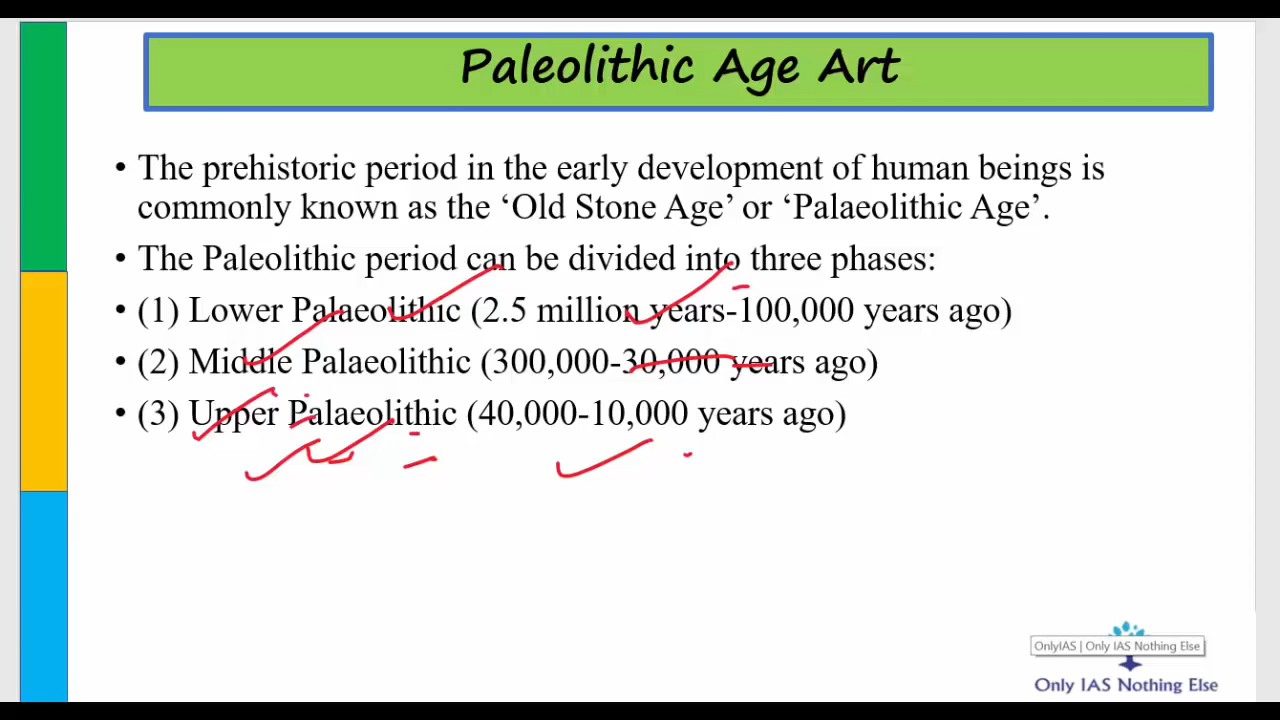 Paleolithic Age Art
• The prehistoric period in the early development of human beings is
commonly known as the ‘Old Stone Age’ or ‘Palaeolithic Age’.
• The Paleolithic period can be divided into three phases:
• (1) Lower Palaeolithic (2.5 million years-100,000 years ago)
• (2) Middle Palaeolithic (300,000-30,000 years ago)
• (3) Upper Palaeolithic (40,000-10,000 years ago)
OnlyIAS | Only IAS Nothing Else
Only IAS Nothing Else